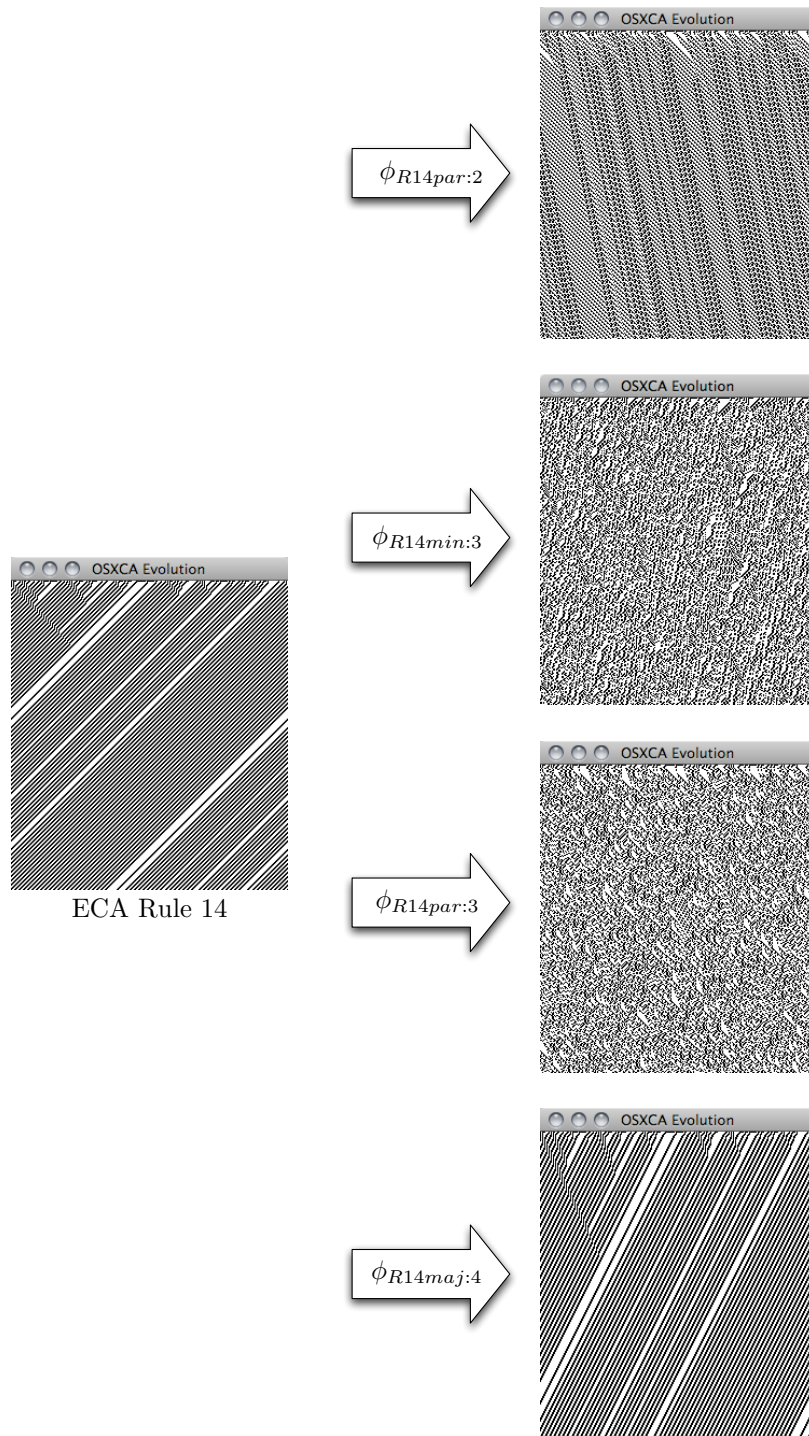 OSXCA Evolution
ϕR14par:2
OSXCA Evolution
ϕR14min:3
OSXCA Evolution
ECA Rule 14
OSXCA Evolution
ϕR14par:3
OSXCA Evolution
ϕR14maj:4